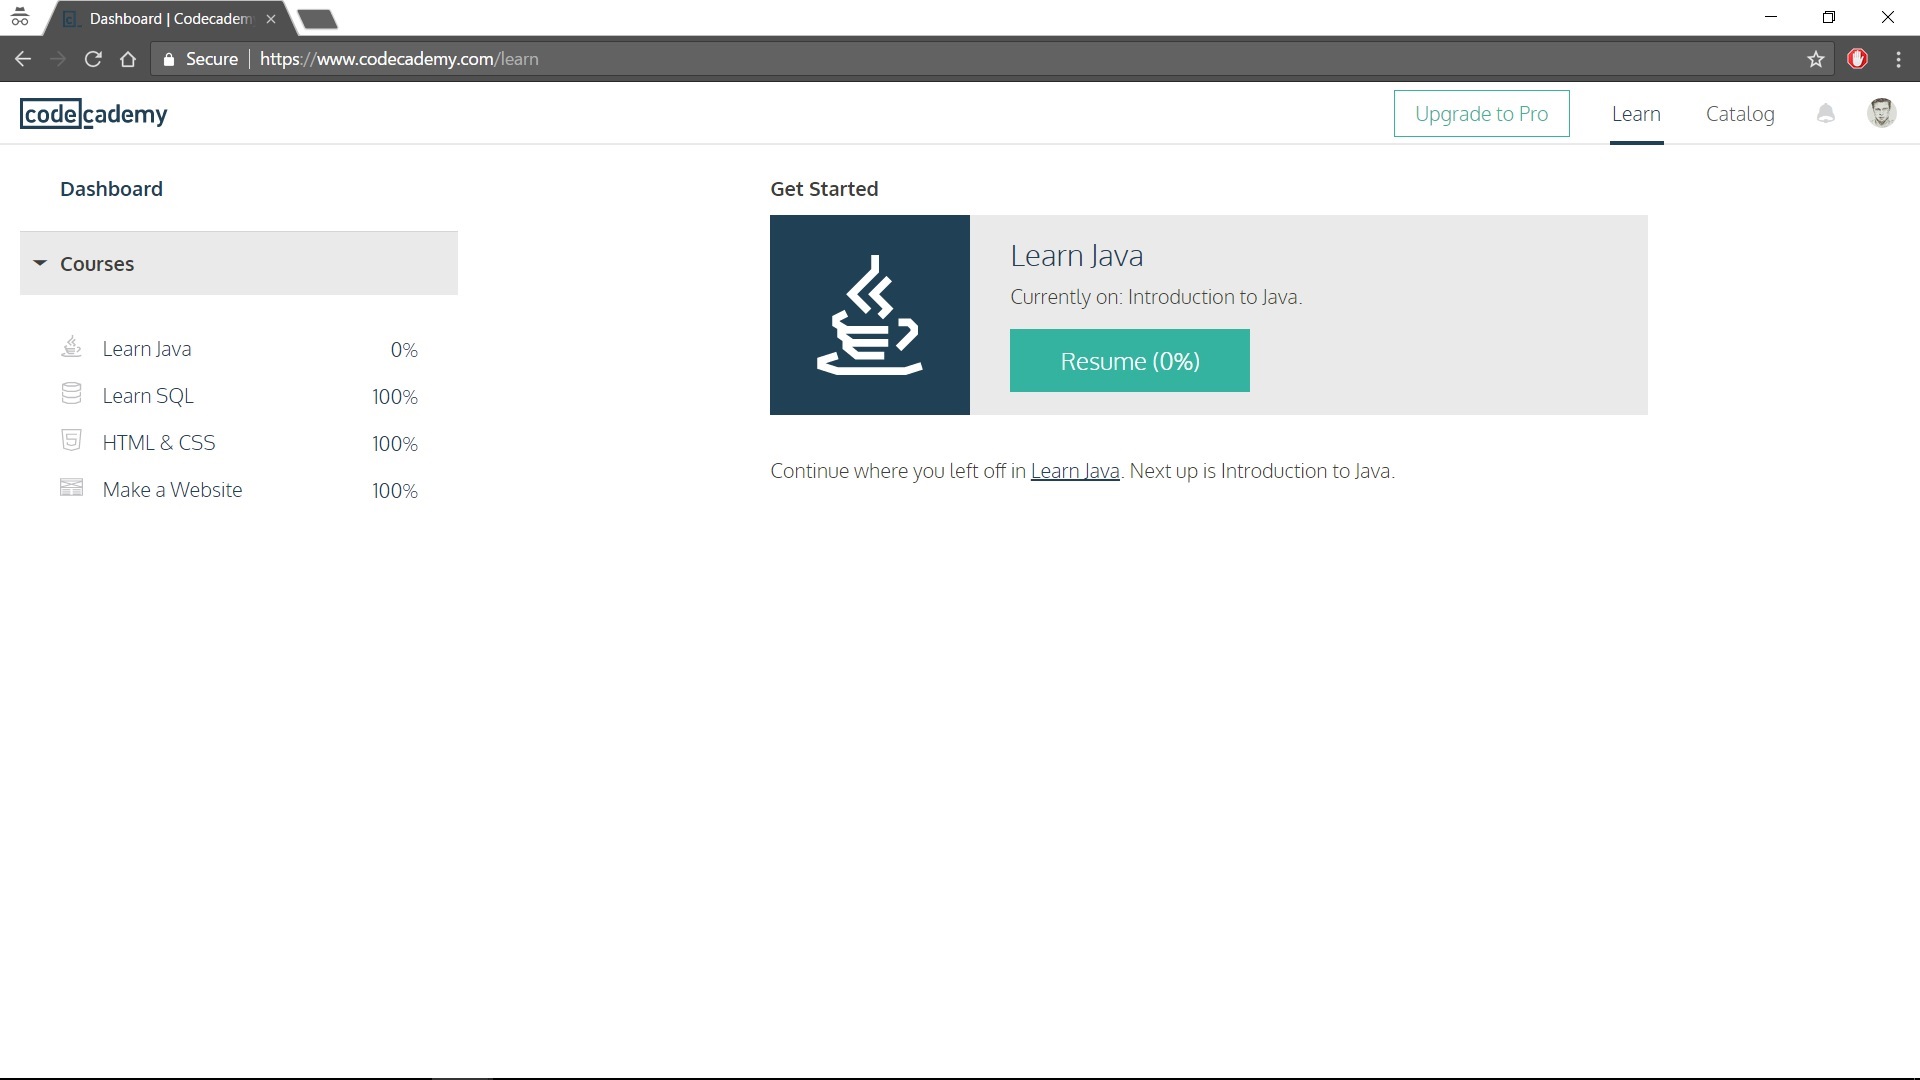 Dashboard | Codecadem
Secure https://www.codecademy.com/learn
codecademy
Upgrade to Pro
Learn
Catalog
Dashboard
Courses
Learn Java 0%
Learn SQL 100%
HTML & CSS 100%
Make a Website 100%
Get Started
Learn Java
Currently on: Introduction to Java.
Resume (0%)
Continue where you left off in Learn Java. Next up is Introduction to Java.